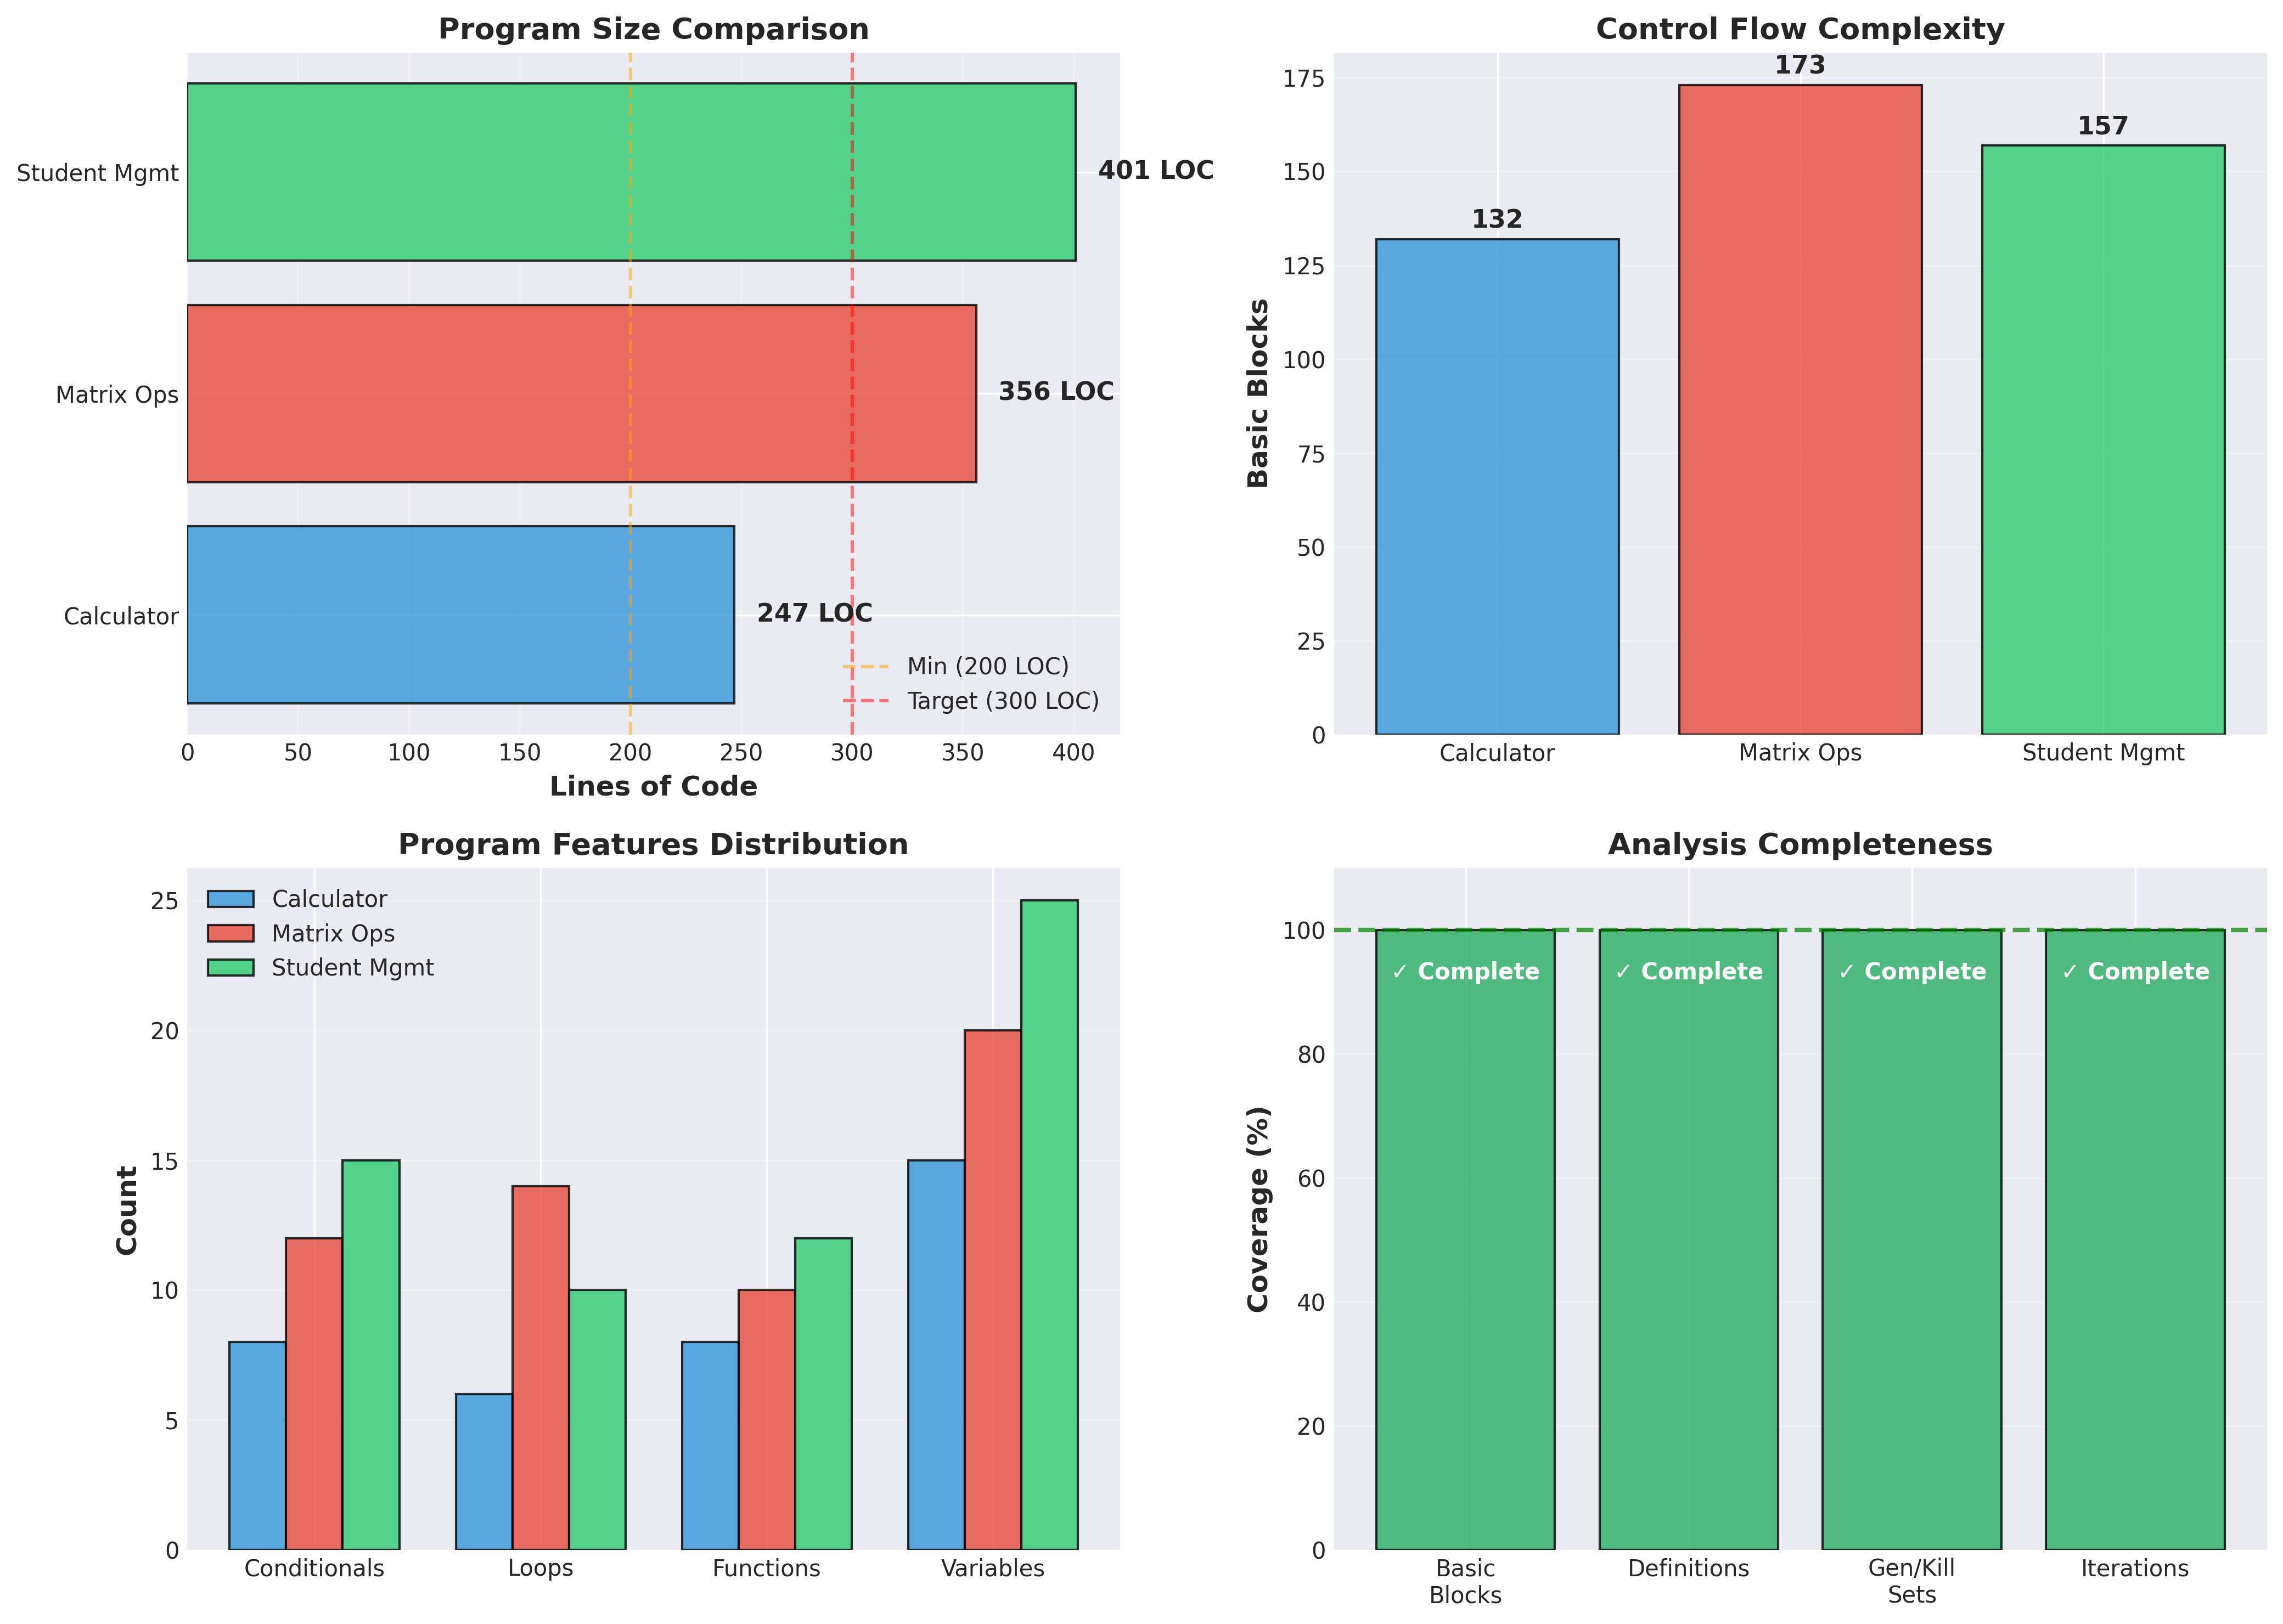 Program Size Comparison
Student Mgmt
401 LOC
Matrix Ops
356 LOC
Calculator
247 LOC
Min (200 LOC)
Target (300 LOC)
0 50 100 150 200 250 300 350 400
Lines of Code
Control Flow Complexity
Basic Blocks
175
150
125
100
75
50
25
0
132
173
157
Calculator Matrix Ops Student Mgmt
Program Features Distribution
Count
25
20
15
10
5
0
Calculator
Matrix Ops
Student Mgmt
Conditionals Loops Functions Variables
Analysis Completeness
Coverage (%)
100
80
60
40
20
0
✓ Complete ✓ Complete ✓ Complete ✓ Complete
Basic Definitions Gen/Kill Iterations
Blocks Sets